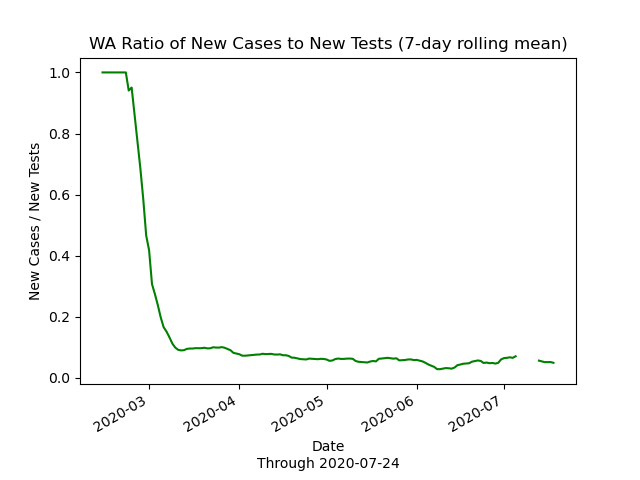 WA Ratio of New Cases to New Tests (7-day rolling mean)
1.0
0.8
0.6
0.4
0.2
0.0
New Cases / New Tests
2020-03
2020-04
2020-05
2020-06
2020-07
Date
Through 2020-07-24